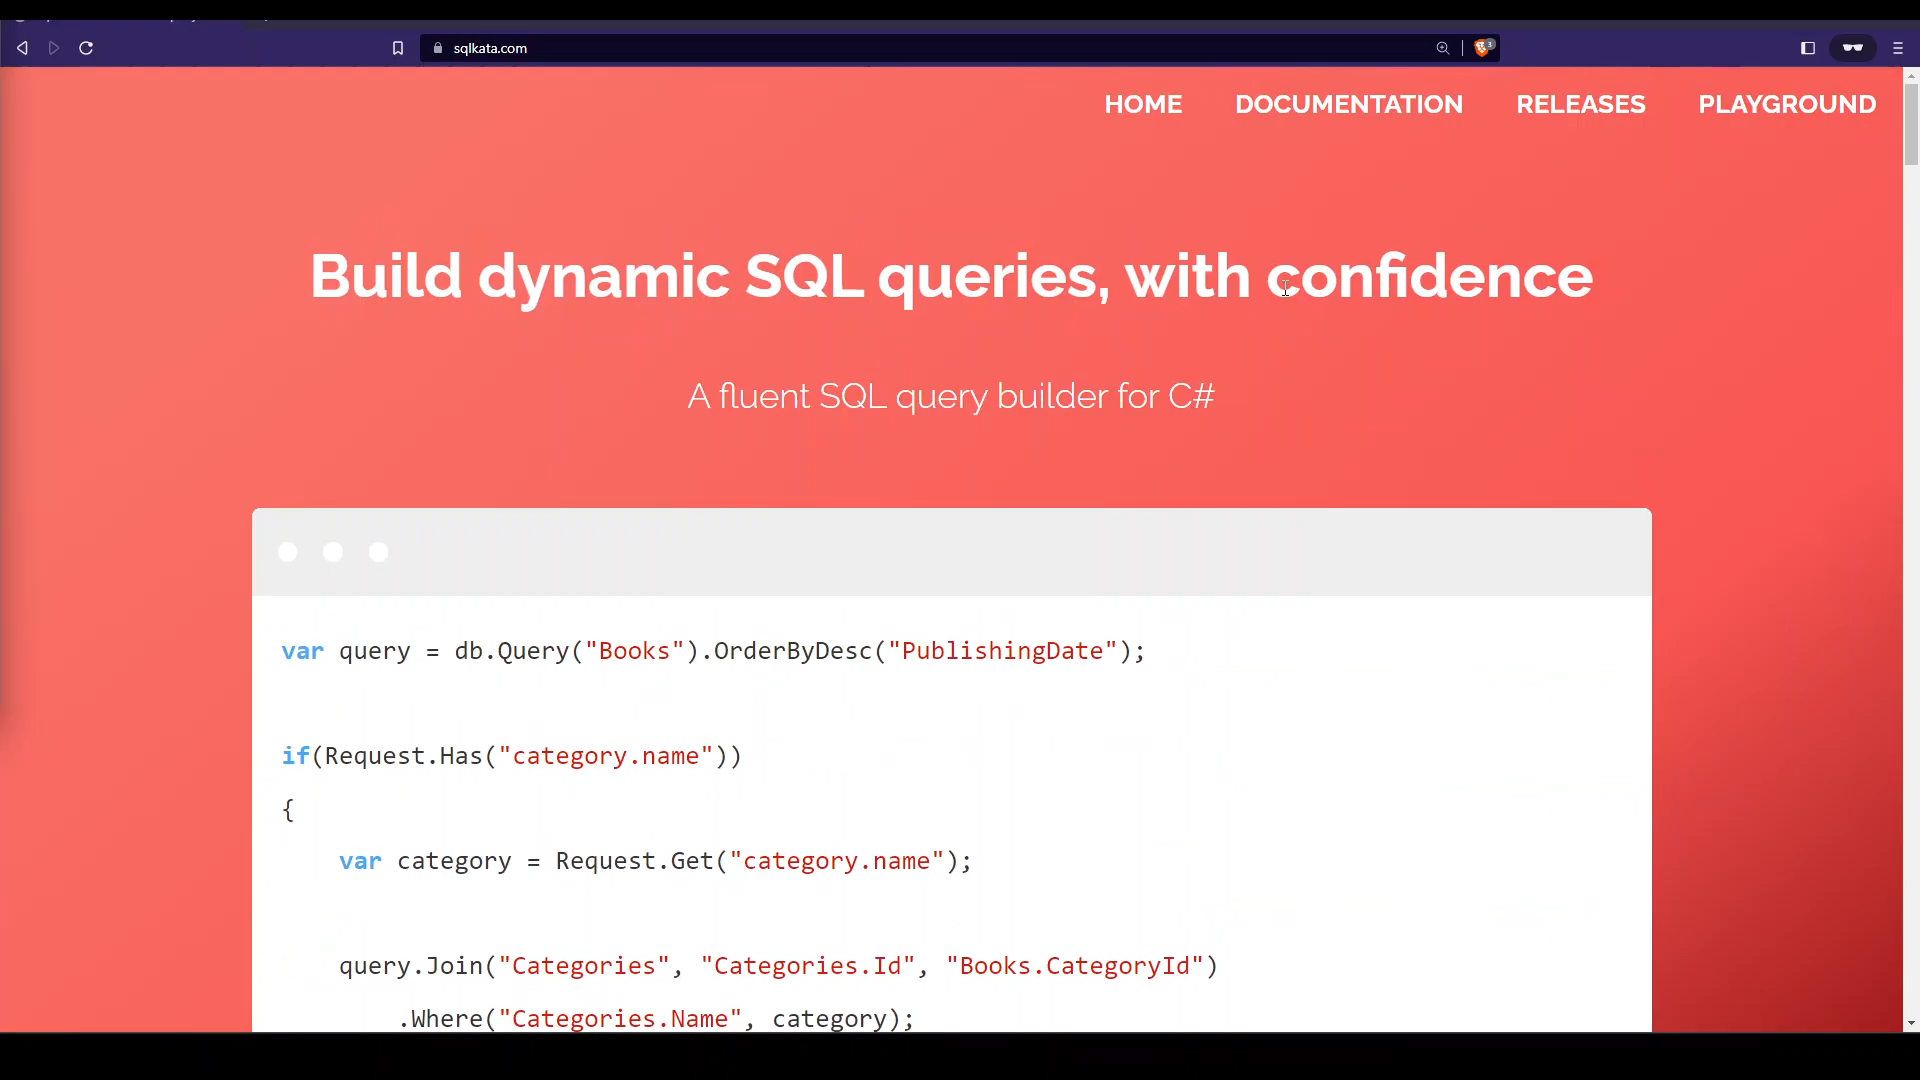 sqlkata.com
3
HOME DOCUMENTATION RELEASES PLAYGROUND
Build dynamic SQL queries, with confidence
A fluent SQL query builder for C#
var query = db.Query("Books").OrderByDesc("PublishingDate");
if(Request.Has("category.name"))
{
var category = Request.Get("category.name");
query.Join("Categories", "Categories.Id", "Books.CategoryId")
.Where("Categories.Name", category);